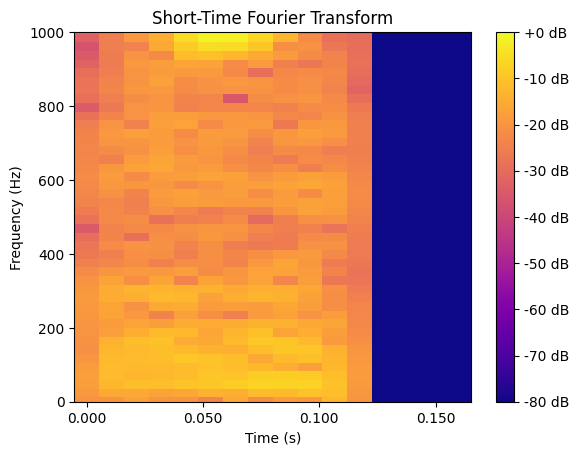 Short-Time Fourier Transform
Frequency (Hz)
1000
800
600
400
200
0
0.000
0.050
0.100
0.150
Time (s)
+0 dB
-10 dB
-20 dB
-30 dB
-40 dB
-50 dB
-60 dB
-70 dB
-80 dB